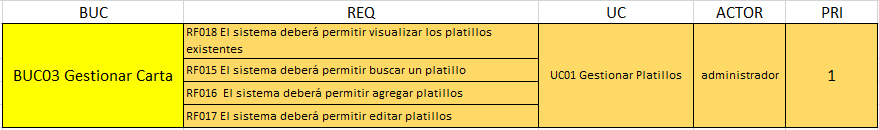 BUC REQ UC ACTOR PRI
RF018 El sistema deberá permitir visualizar los platillos
existentes
RF015 El sistema deberá permitir buscar un platillo
BUC03 Gestionar Carta UC01 Gestionar Platillos administrador 1
RF016  El sistema deberá permitir agregar platillos
RF017 El sistema deberá permitir editar platillos